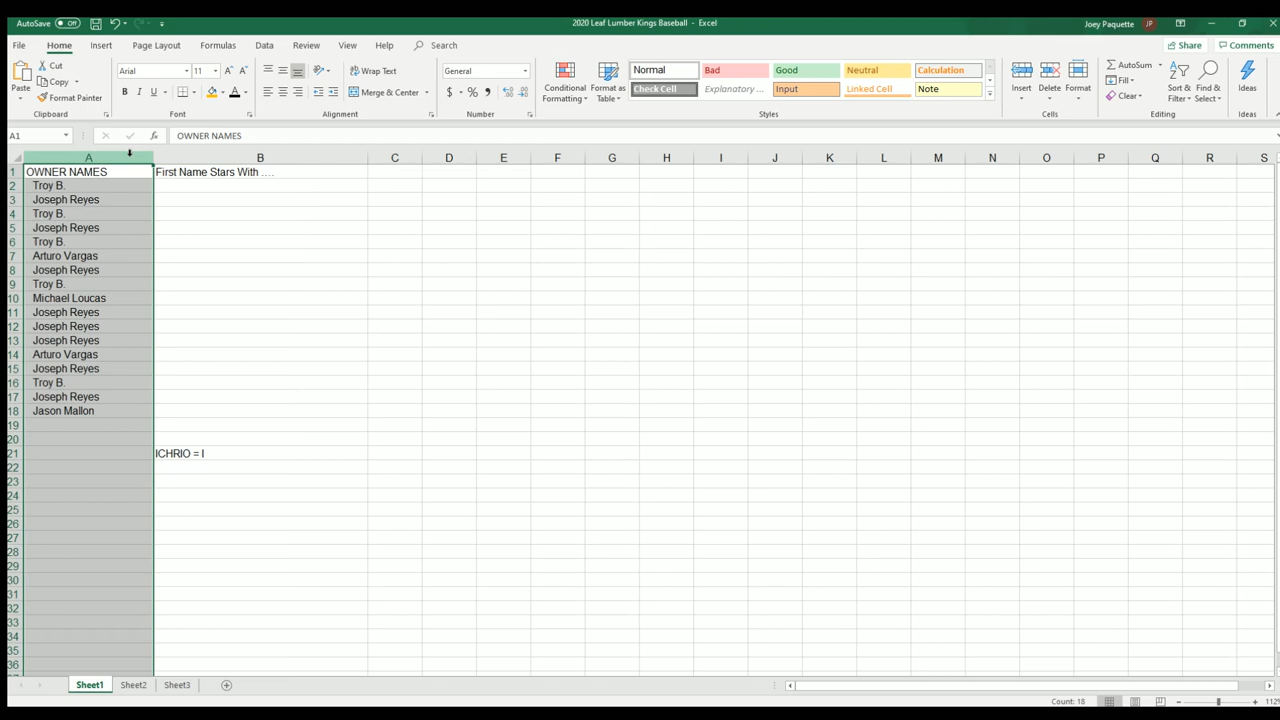 AutoSave Off
2020 Leaf Lumber Kings Baseball - Excel
Joey Paquette JP
File Home Insert Page Layout Formulas Data Review View Help Search
Share Comments
Paste
Cut
Copy
Format Painter
Clipboard
Arial 11
B I U
Font
Wrap Text
Merge & Center
Alignment
General
$ % ,
Number
Conditional Formatting
Format as Table
Normal Bad Good Neutral Calculation
Check Cell Explanatory ... Input Linked Cell Note
Styles
Insert Delete Format
Cells
AutoSum
Fill
Clear
Sort & Filter
Find & Select
Editing
Ideas
Ideas
A1 fx OWNER NAMES
A B C D E F G H I J K L M N O P Q R S
1 OWNER NAMES First Name Stars With ....
2 Troy B.
3 Joseph Reyes
4 Troy B.
5 Joseph Reyes
6 Troy B.
7 Arturo Vargas
8 Joseph Reyes
9 Troy B.
10 Michael Loucas
11 Joseph Reyes
12 Joseph Reyes
13 Joseph Reyes
14 Arturo Vargas
15 Joseph Reyes
16 Troy B.
17 Joseph Reyes
18 Jason Mallon
19
20
21 ICHRIO = I
22
23
24
25
26
27
28
29
30
31
32
33
34
35
36
Sheet1 Sheet2 Sheet3
Count: 18